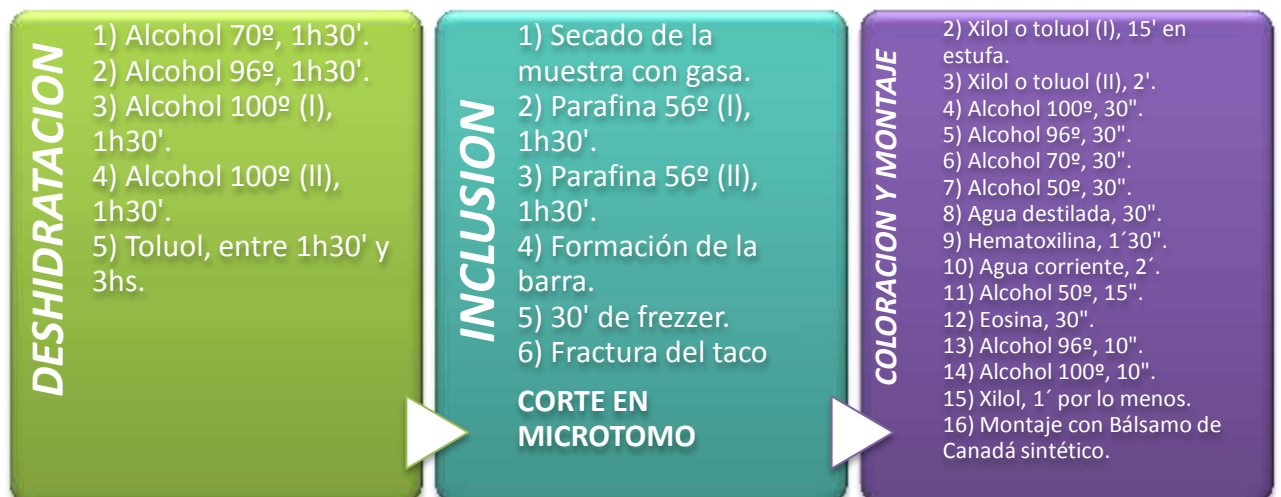 DESHIDRATACION
1) Alcohol 70º, 1h30'.
2) Alcohol 96º, 1h30'.
3) Alcohol 100º (I),
1h30'.
4) Alcohol 100º (II),
1h30'.
5) Toluol, entre 1h30' y
3hs.
INCLUSION
1) Secado de la
muestra con gasa.
2) Parafina 56º (I),
1h30'.
3) Parafina 56º (II),
1h30'.
4) Formación de la
barra.
5) 30' de frezzer.
6) Fractura del taco
CORTE EN
MICROTOMO
COLORACION Y MONTAJE
2) Xilol o toluol (I), 15' en
estufa.
3) Xilol o toluol (II), 2'.
4) Alcohol 100º, 30".
5) Alcohol 96º, 30".
6) Alcohol 70º, 30".
7) Alcohol 50º, 30".
8) Agua destilada, 30".
9) Hematoxilina, 1´30".
10) Agua corriente, 2´.
11) Alcohol 50º, 15".
12) Eosina, 30".
13) Alcohol 96º, 10".
14) Alcohol 100º, 10".
15) Xilol, 1´ por lo menos.
16) Montaje con Bálsamo de
Canadá sintético.